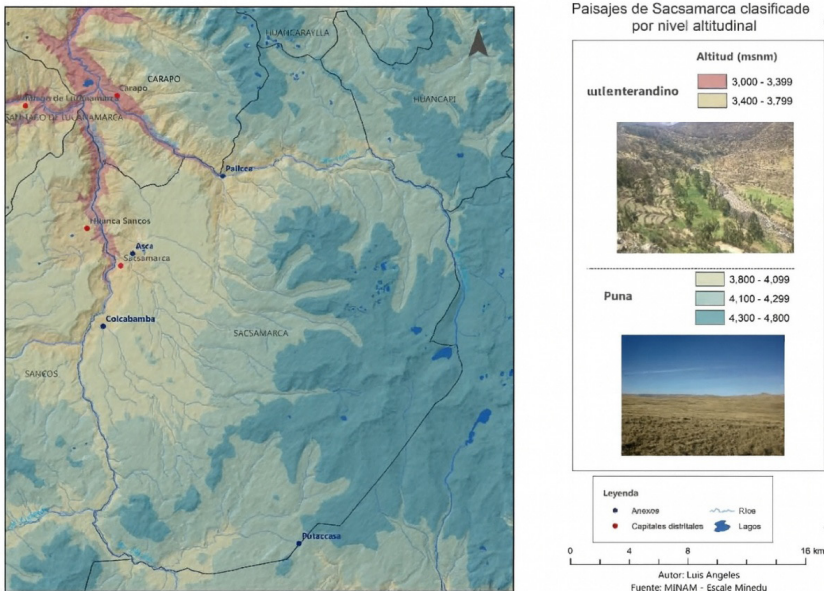 Paisajes de Sacsamarca clasificado
por nivel altitudinal
HUANCARAYLLA
CARAPO
Carapo
HUANCAPI
Pallcca
Huanca Sancos
Asca
Sacsamarca
Colcabamba
SACSAMARCA
SANCOS
Putaccasa
Altitud (msnm)
3,000 - 3,399
3,400 - 3,799
3,800 - 4,099
Puna
4,100 - 4,299
4,300 - 4,800
Leyenda
Anexos
Ríos
Capitales distritales
Lagos
0 4 8 16 km
Autor: Luis Angeles
Fuente: MINAM - Escale Minedu